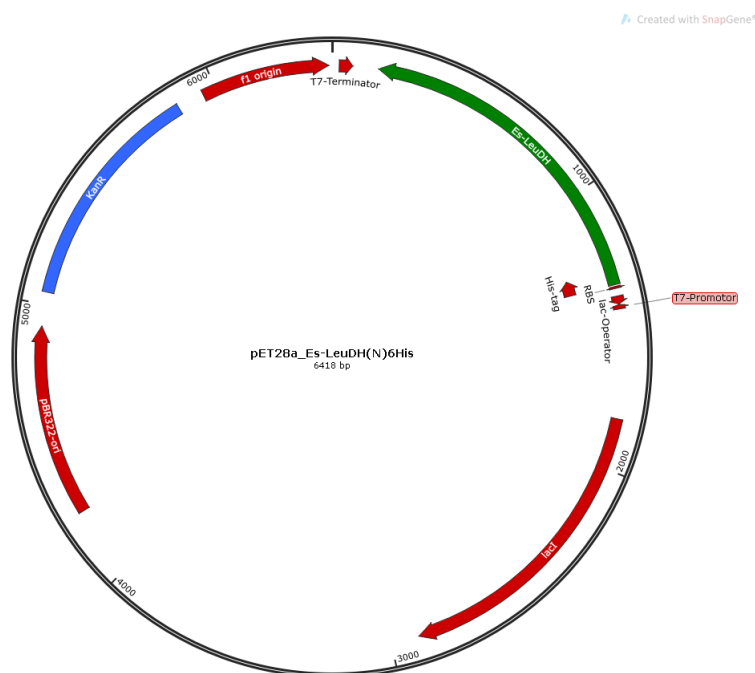 Created with SnapGene®
6000
f1 origin
T7-Terminator
Es-LeuDH
1000
KanR
His-tag
RBS
lac-Operator
T7-Promotor
5000
pET28a_Es-LeuDH(N)6His
6418 bp
pBR322-ori
2000
lacI
4000
3000